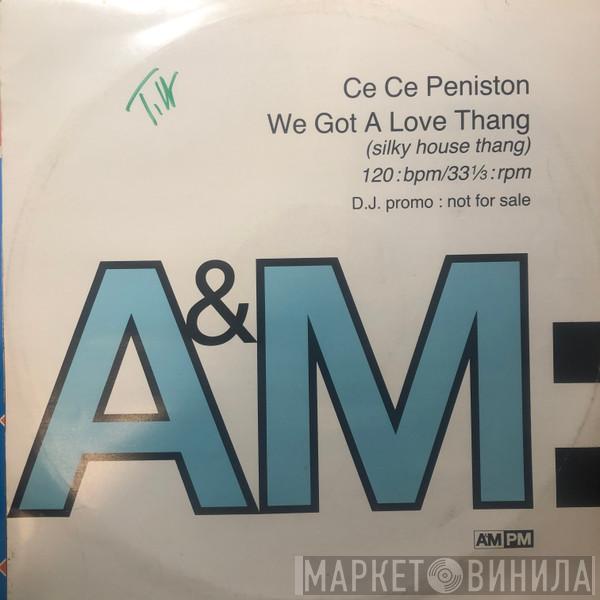 Ce Ce Peniston
We Got A Love Thang
(silky house thang)
120:bpm/33⅓:rpm
D.J. promo : not for sale
A&M:
AM PM
МАРКЕТ ВИНИЛА